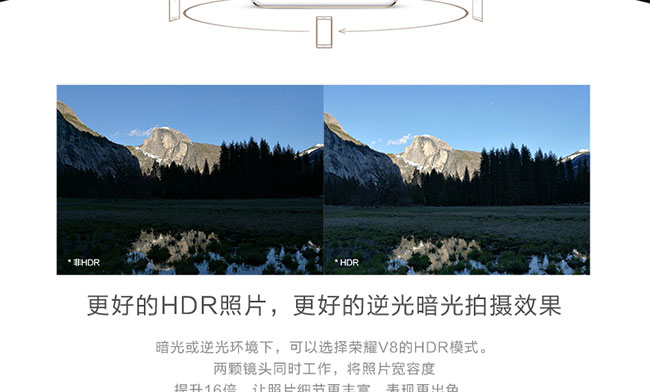 * 非HDR
* HDR
更好的HDR照片，更好的逆光暗光拍摄效果
暗光或逆光环境下，可以选择荣耀V8的HDR模式。
两颗镜头同时工作，将照片宽容度
提升16倍，让照片细节更丰富，表现更出色